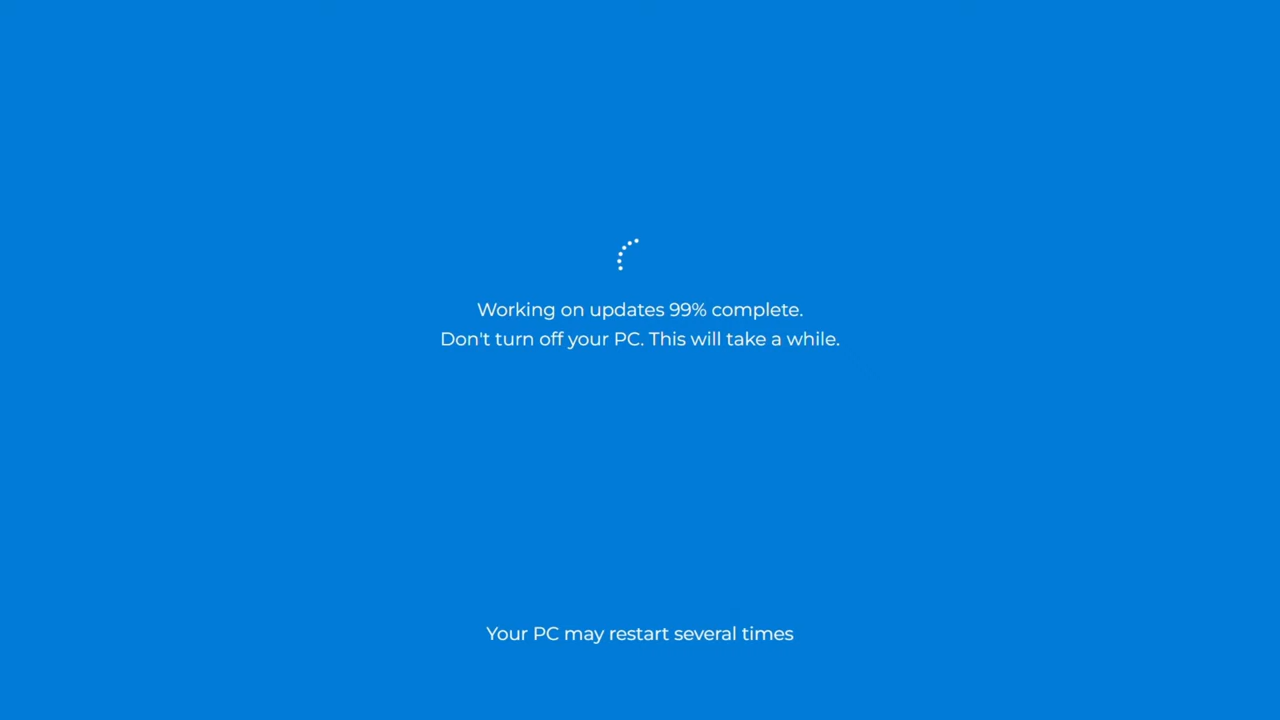 Working on updates 99% complete.
Don't turn off your PC. This will take a while.
Your PC may restart several times